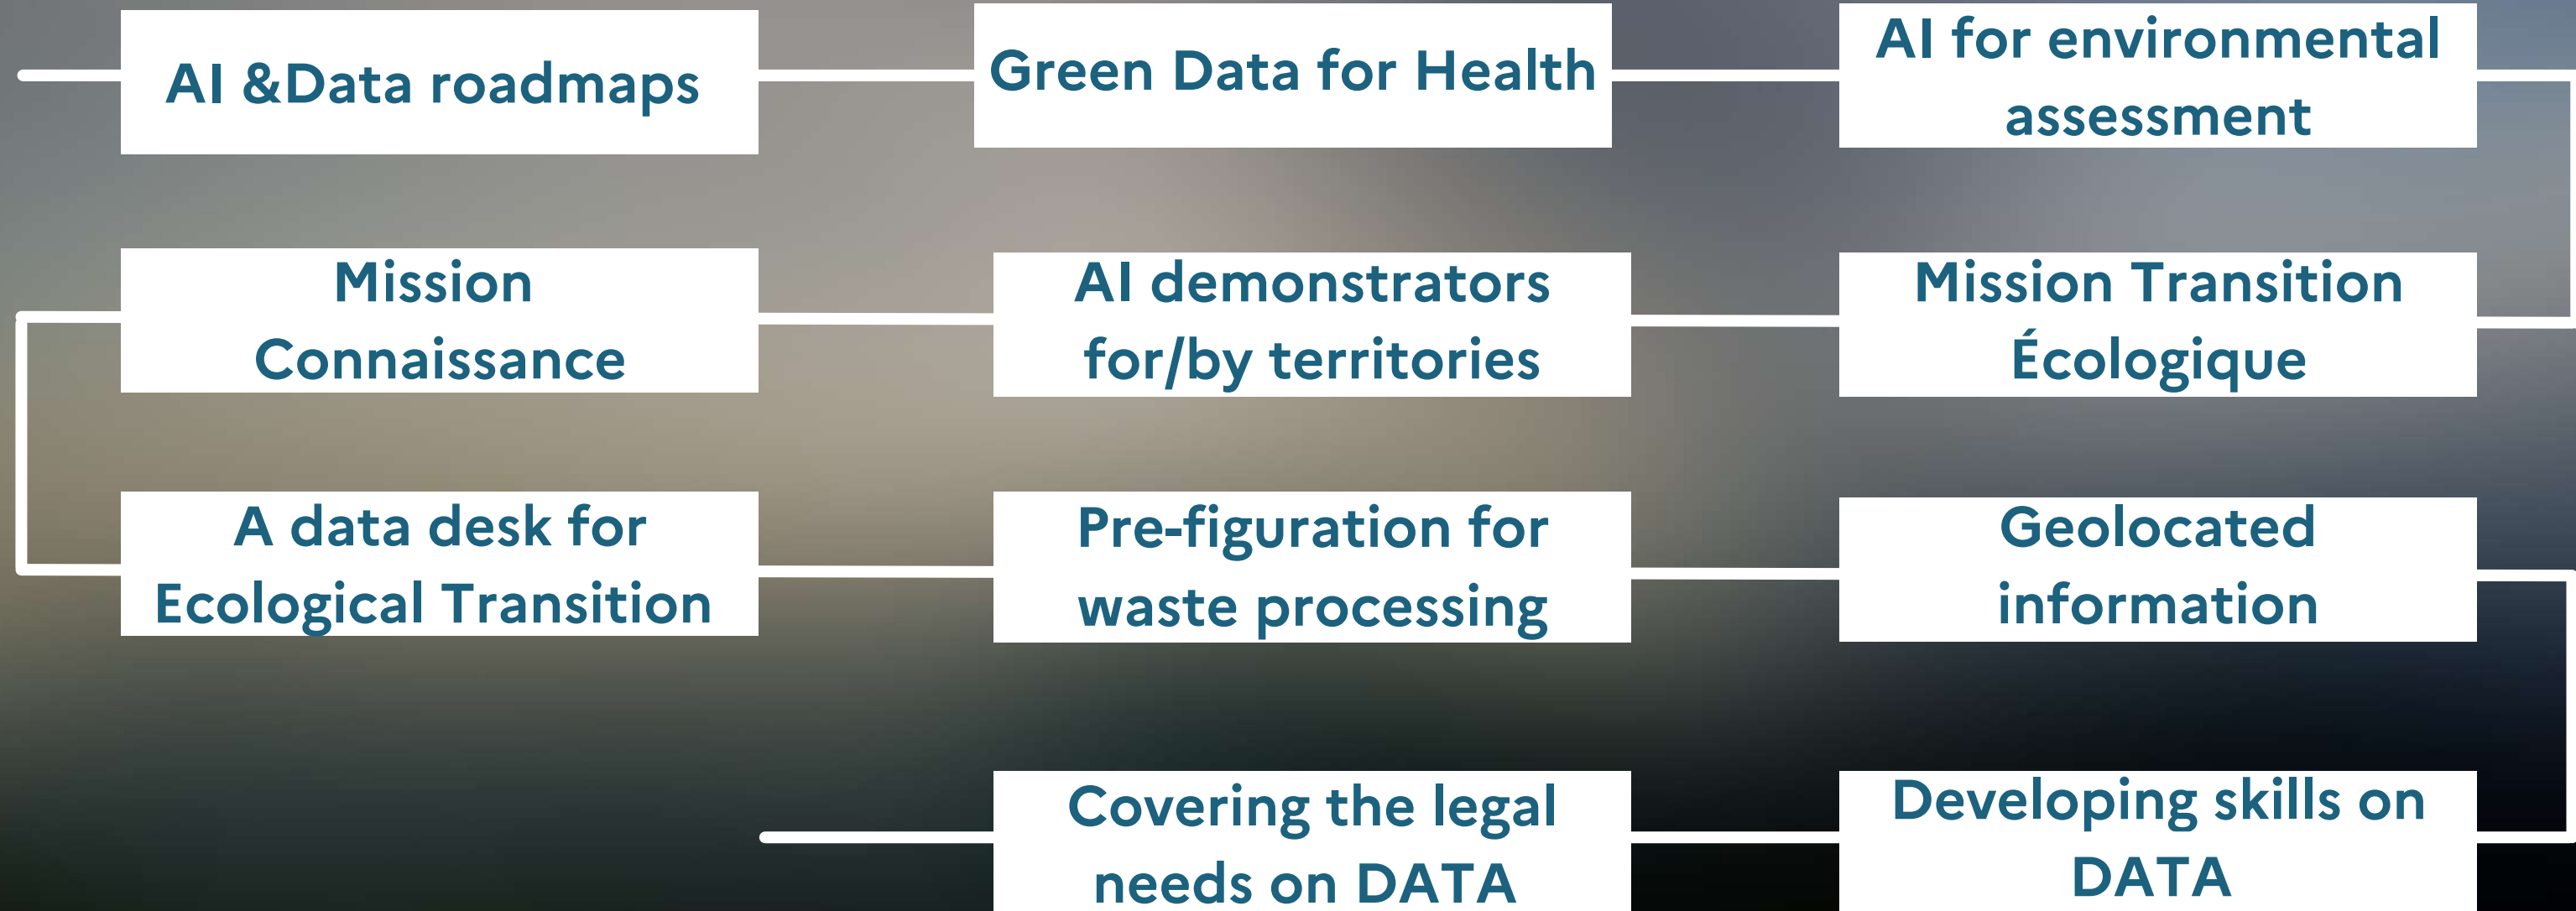 AI &Data roadmaps
Green Data for Health
AI for environmental
assessment
Mission
Connaissance
AI demonstrators
for/by territories
Mission Transition
Écologique
A data desk for
Ecological Transition
Pre-figuration for
waste processing
Geolocated
information
Covering the legal
needs on DATA
Developing skills on
DATA